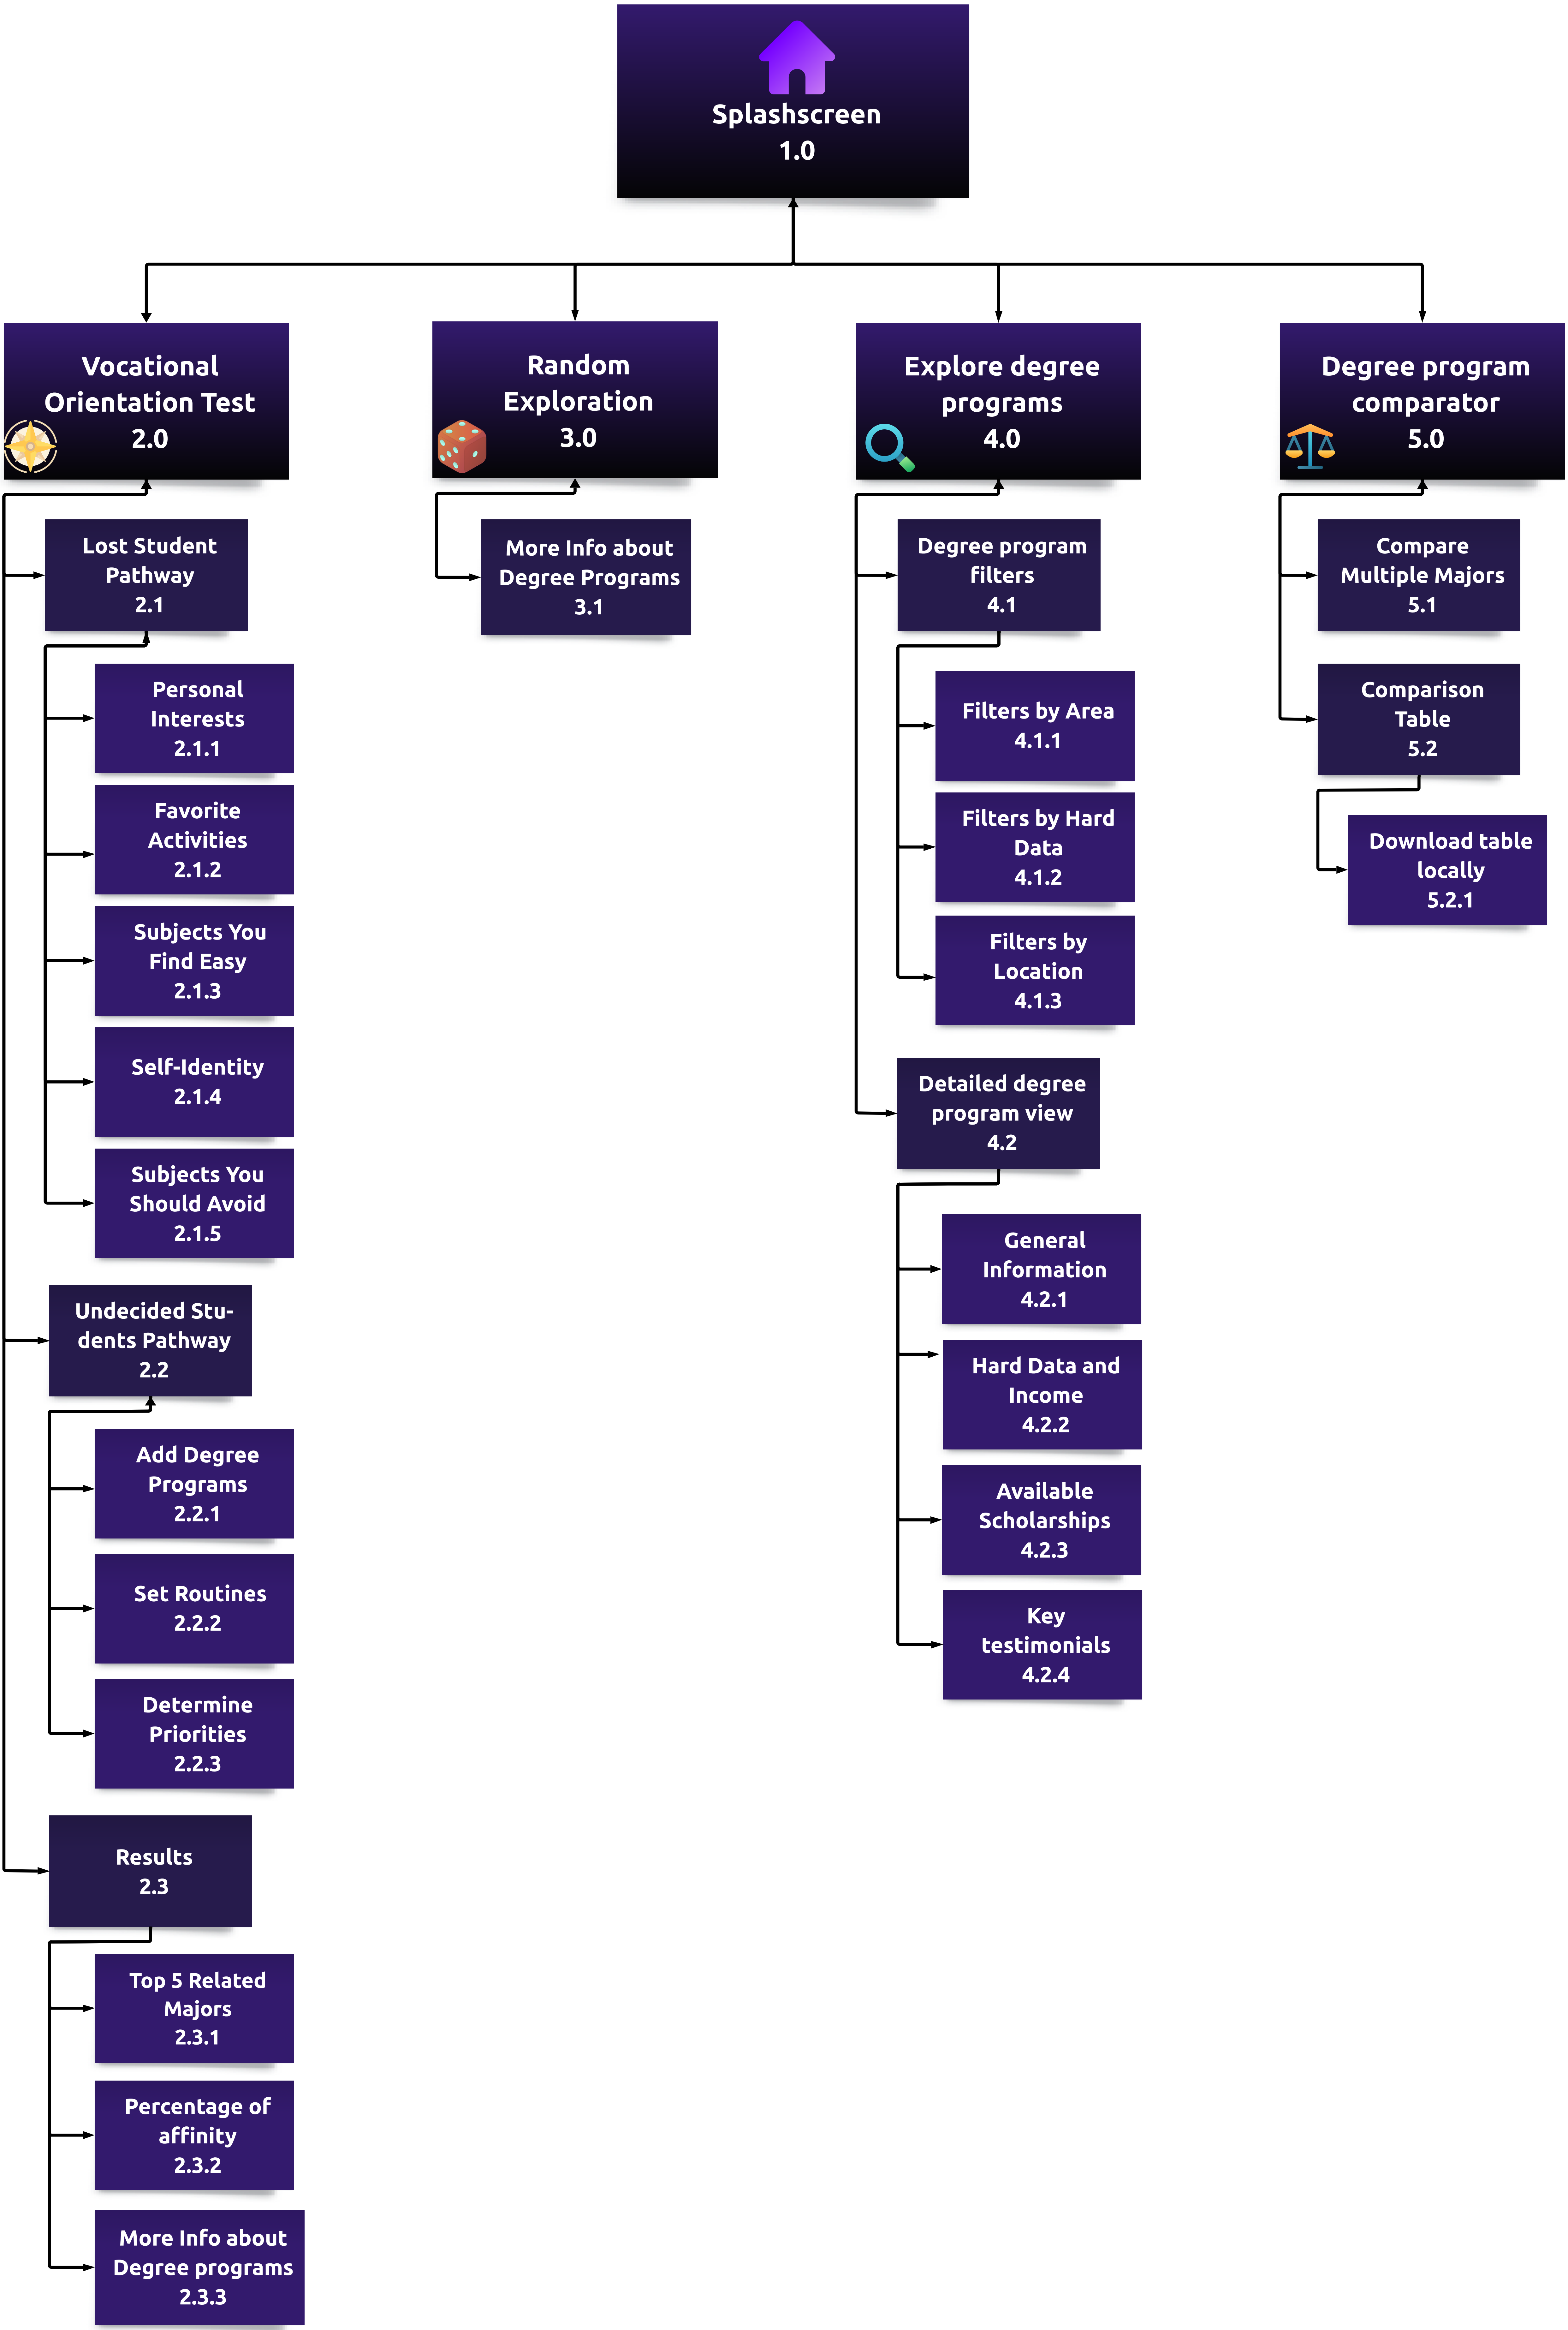 Splashscreen
1.0
Vocational
Orientation Test
2.0
Lost Student
Pathway
2.1
Personal
Interests
2.1.1
Favorite
Activities
2.1.2
Subjects You
Find Easy
2.1.3
Self-Identity
2.1.4
Subjects You
Should Avoid
2.1.5
Undecided Stu-
dents Pathway
2.2
Add Degree
Programs
2.2.1
Set Routines
2.2.2
Determine
Priorities
2.2.3
Results
2.3
Top 5 Related
Majors
2.3.1
Percentage of
affinity
2.3.2
More Info about
Degree programs
2.3.3
Random
Exploration
3.0
More Info about
Degree Programs
3.1
Explore degree
programs
4.0
Degree program
filters
4.1
Filters by Area
4.1.1
Filters by Hard
Data
4.1.2
Filters by
Location
4.1.3
Detailed degree
program view
4.2
General
Information
4.2.1
Hard Data and
Income
4.2.2
Available
Scholarships
4.2.3
Key
testimonials
4.2.4
Degree program
comparator
5.0
Compare
Multiple Majors
5.1
Comparison
Table
5.2
Download table
locally
5.2.1